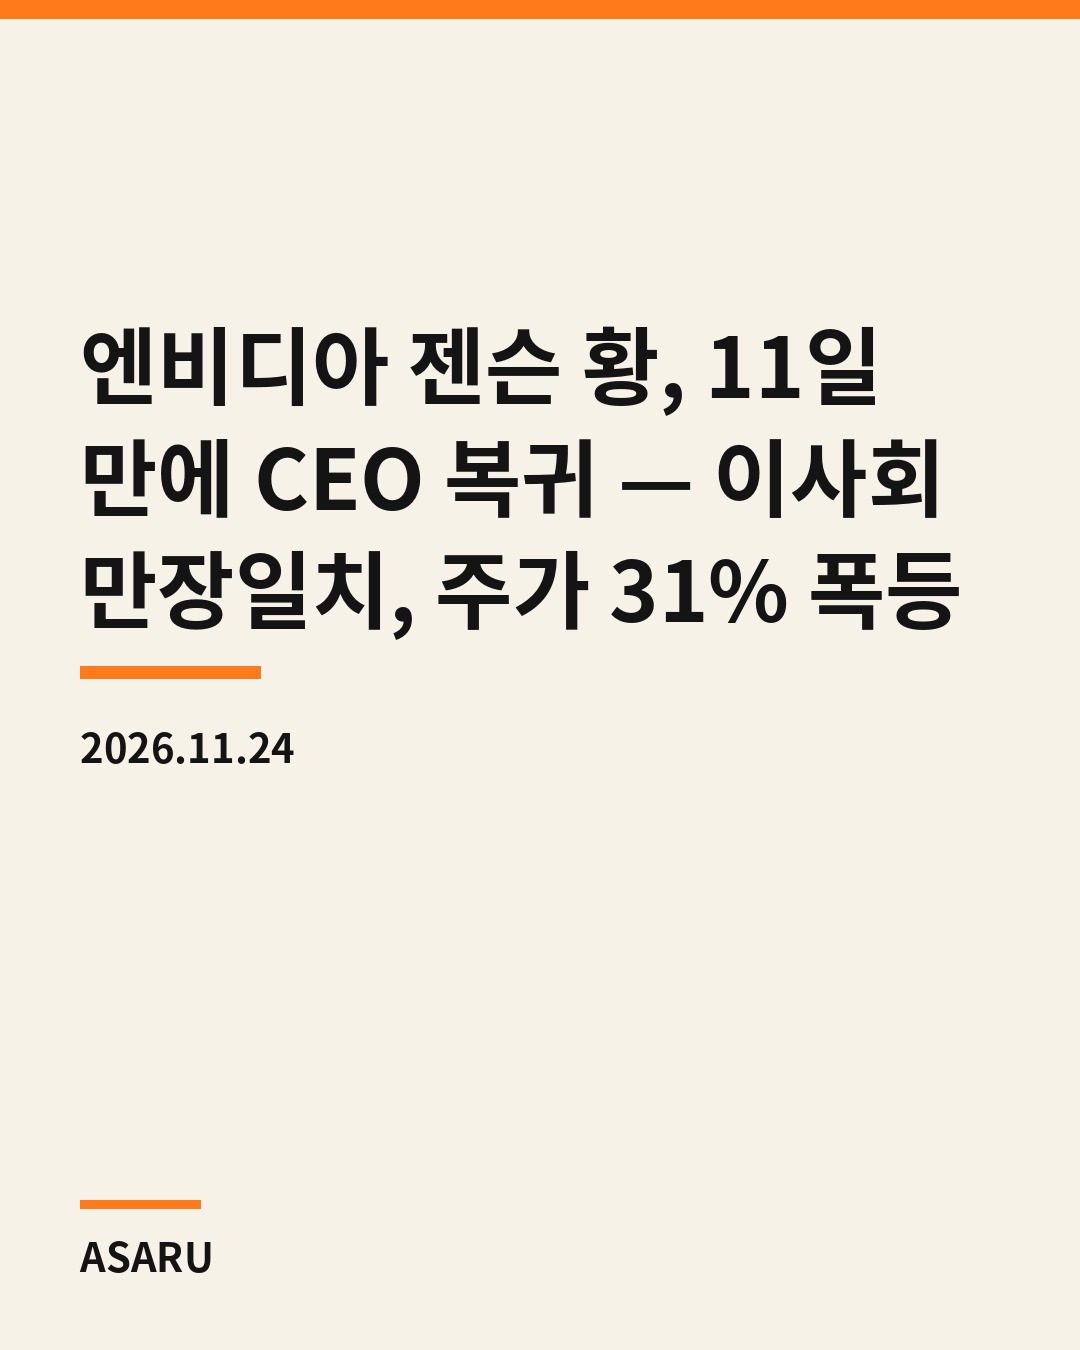 엔비디아 젠슨 황, 11일
만에 CEO 복귀 — 이사회
만장일치, 주가 31% 폭등
2026.11.24
ASARU